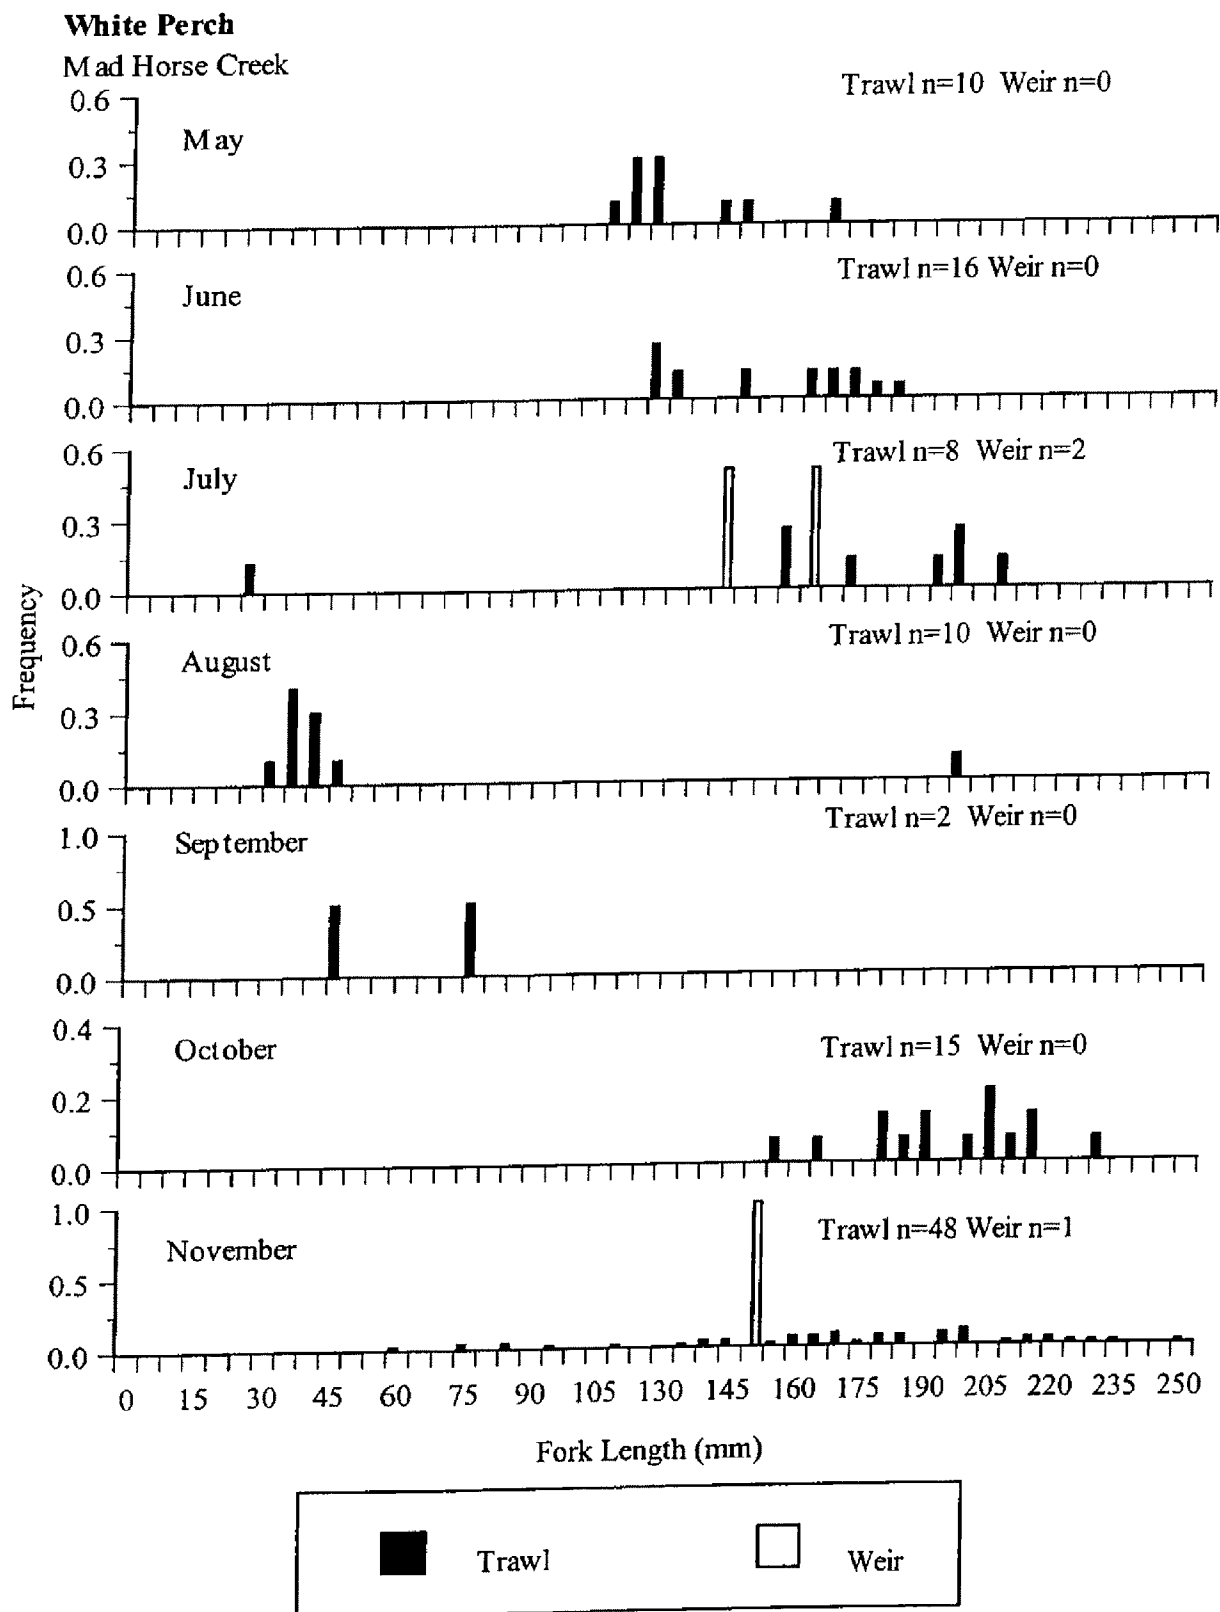 White Perch
Mad Horse Creek
Trawl n=10 Weir n=0
0.6
May
0.3
0.0
Trawl n=16 Weir n=0
0.6
June
0.3
0.0
Trawl n=8 Weir n=2
0.6
July
0.3
0.0
Trawl n=10 Weir n=0
0.6
August
0.3
0.0
Frequency
Trawl n=2 Weir n=0
1.0
September
0.5
0.0
0.4
October
Trawl n=15 Weir n=0
0.2
0.0
1.0
November
Trawl n=48 Weir n=1
0.5
0.0
0 15 30 45 60 75 90 105 130 145 160 175 190 205 220 235 250
Fork Length (mm)
Trawl Weir